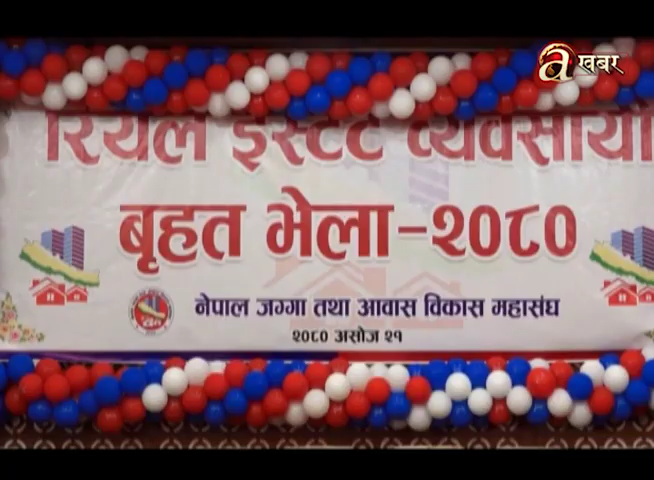 a खबर
रियल इस्टेट व्यवसायी
बृहत भेला-२०८०
नेपाल जग्गा तथा आवास विकास महासंघ
२०८० असोज २१